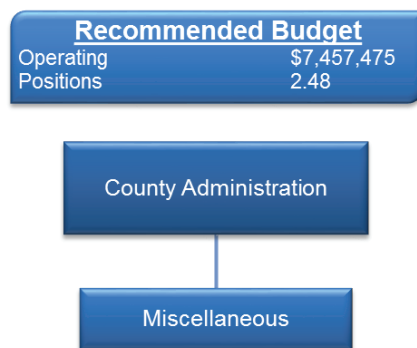 Recommended Budget
Operating $7,457,475
Positions 2.48
County Administration
Miscellaneous